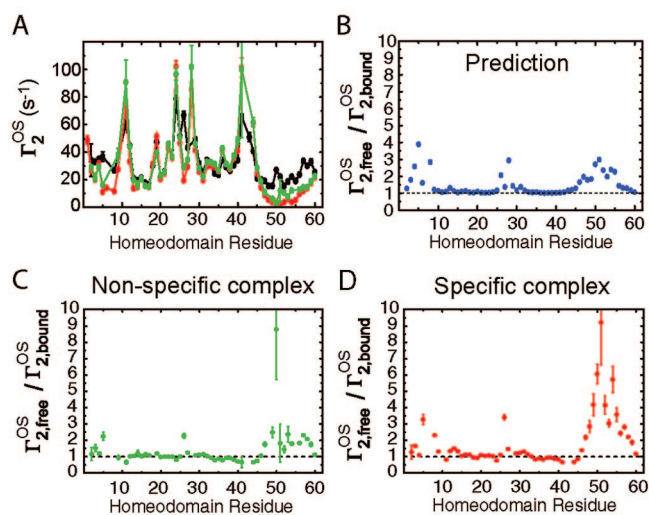 A
Γ₂ᴼˢ (s⁻¹)
100
80
60
40
20
0
10 20 30 40 50 60
Homeodomain Residue
B
Prediction
Γ₂,freeᴼˢ / Γ₂,boundᴼˢ
10
9
8
7
6
5
4
3
2
1
0
0 10 20 30 40 50 60
Homeodomain Residue
C
Non-specific complex
Γ₂,freeᴼˢ / Γ₂,boundᴼˢ
10
9
8
7
6
5
4
3
2
1
0
0 10 20 30 40 50 60
Homeodomain Residue
D
Specific complex
Γ₂,freeᴼˢ / Γ₂,boundᴼˢ
10
9
8
7
6
5
4
3
2
1
0
0 10 20 30 40 50 60
Homeodomain Residue